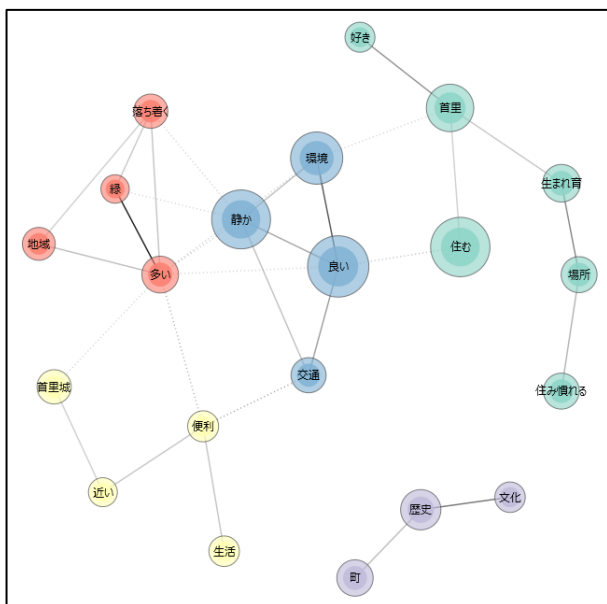 好き
落ち着く
首里
環境
緑
生まれ育
静か
地域
住む
多い
良い
場所
交通
首里城
住み慣れる
便利
近い
文化
歴史
生活
町